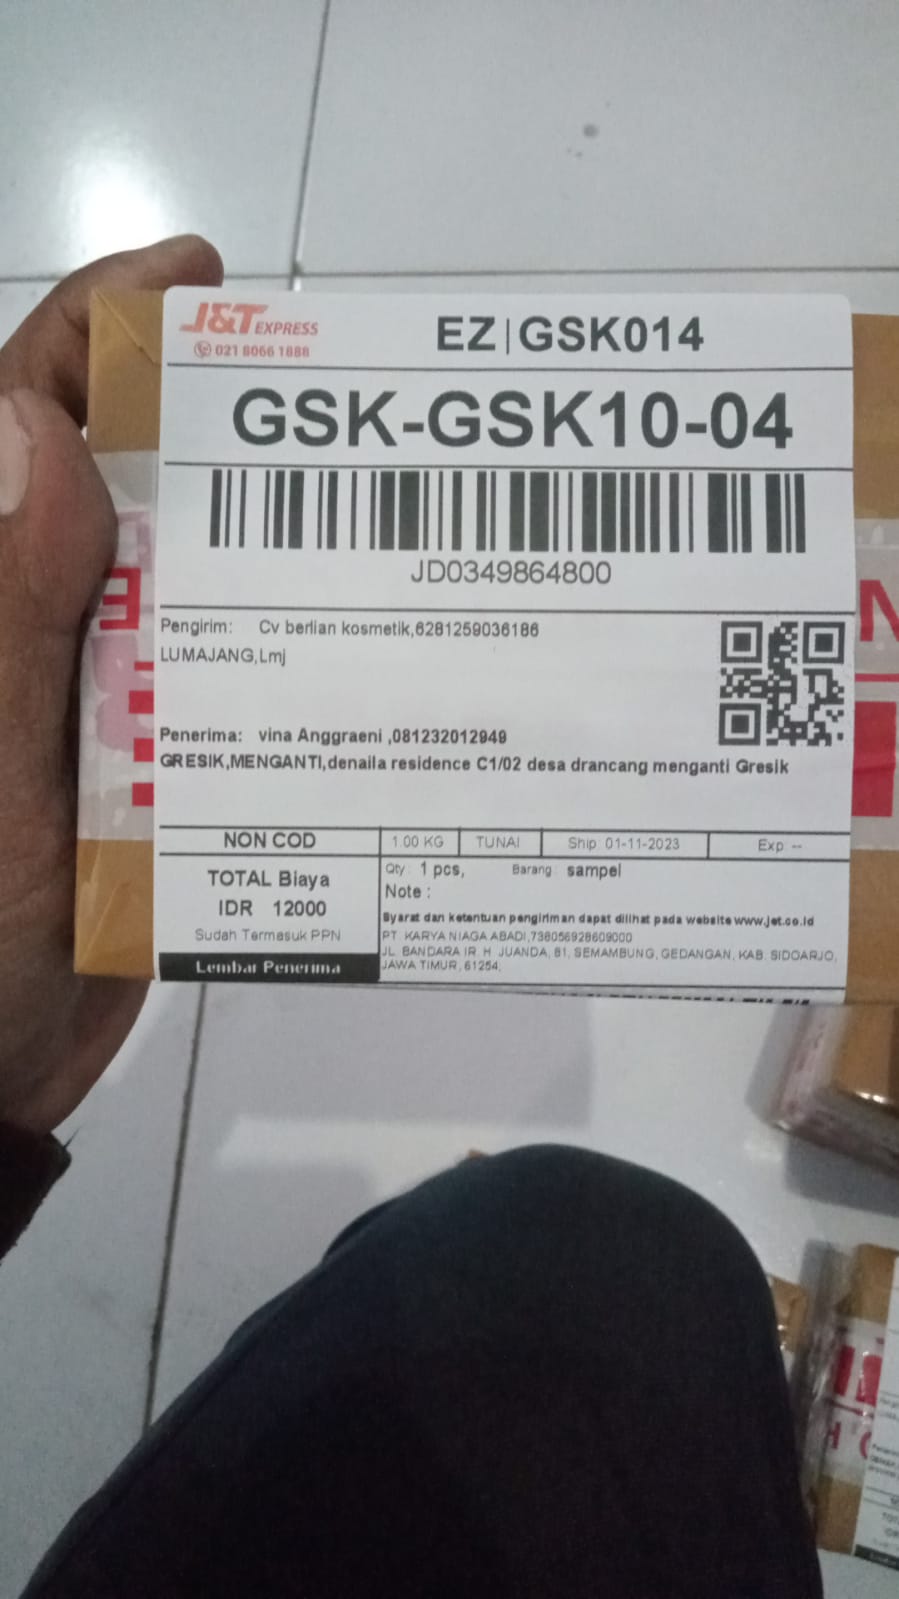 J&T EXPRESS
021 8066 1888
EZ|GSK014
GSK-GSK10-04
JD0349864800
Pengirim: Cv berlian kosmetik,6281259036186
LUMAJANG,Lmj
Penerima: vina Anggraeni ,081232012949
GRESIK,MENGANTI,denaila residence C1/02 desa drancang menganti Gresik
NON COD 1.00 KG TUNAI Ship: 01-11-2023 Exp: --
TOTAL Biaya
IDR 12000
Sudah Termasuk PPN
Lembar Penerima
Qty : 1 pcs, Barang : sampel
Note :
Syarat dan ketentuan pengiriman dapat dilihat pada website www.jet.co.id
PT. KARYA NIAGA ABADI,738056928609000
JL. BANDARA IR. H. JUANDA, 81, SEMAMBUNG, GEDANGAN, KAB. SIDOARJO,
JAWA TIMUR, 61254,